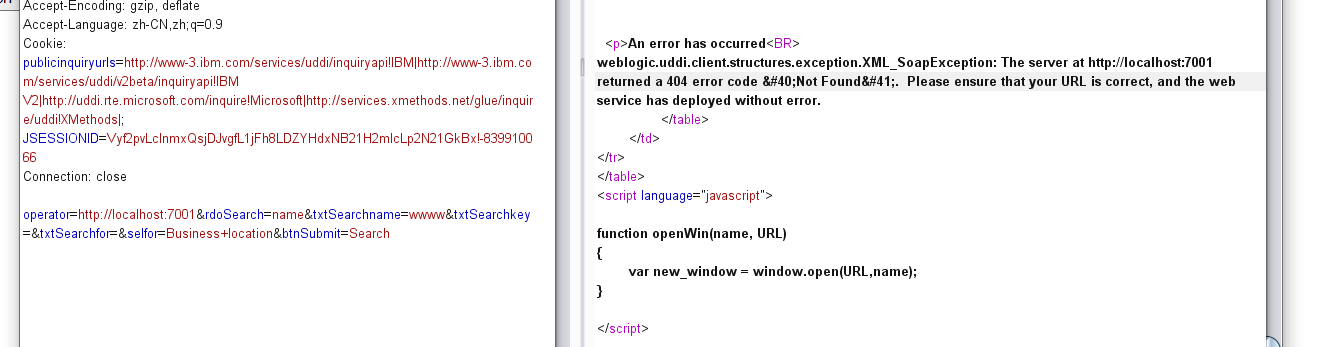 Accept-Encoding: gzip, deflate
Accept-Language: zh-CN,zh;q=0.9
Cookie:
publicinquiryurls=http://www-3.ibm.com/services/uddi/inquiryapi!IBM|http://www-3.ibm.co
m/services/uddi/v2beta/inquiryapi!IBM
V2|http://uddi.rte.microsoft.com/inquire!Microsoft|http://services.xmethods.net/glue/inquir
e/uddi!XMethods|;
JSESSIONID=Vyf2pvLcInmxQsjDJvgfL1jFh8LDZYHdxNB21H2mIcLp2N21GkBx!-8399100
66
Connection: close
operator=http://localhost:7001&rdoSearch=name&txtSearchname=wwww&txtSearchkey
=&txtSearchfor=&selfor=Business+location&btnSubmit=Search
<p>An error has occurred<BR>
weblogic.uddi.client.structures.exception.XML_SoapException: The server at http://localhost:7001
returned a 404 error code &#40;Not Found&#41;.  Please ensure that your URL is correct, and the web
service has deployed without error.
</table>
</td>
</tr>
</table>
<script language="javascript">
function openWin(name, URL)
{
var new_window = window.open(URL,name);
}
</script>